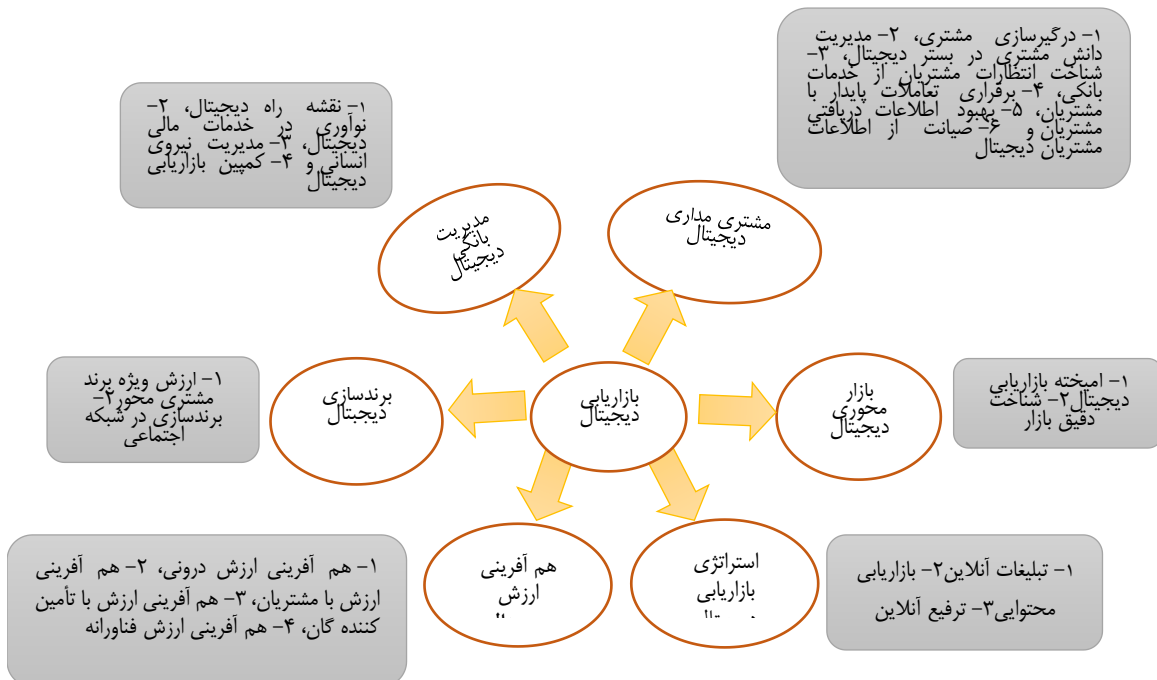 ۱- درگیرسازی مشتری، ۲- مدیریت
دانش مشتری در بستر دیجیتال، ۳-
شناخت انتظارات مشتریان از خدمات
بانکی، ۴- برقراری تعاملات پایدار با
مشتریان، ۵- بهبود اطلاعات دریافتی
مشتریان و ۶- صیانت از اطلاعات
مشتریان دیجیتال
۱- نقشه راه دیجیتال، ۲-
نوآوری در خدمات مالی
دیجیتال، ۳- مدیریت نیروی
انسانی و ۴- کمپین بازاریابی
دیجیتال
مشتری مداری
دیجیتال
مدیریت
بانکی
دیجیتال
۱- امیخته بازاریابی
دیجیتال۲- شناخت
دقیق بازار
بازار
محوری
دیجیتال
بازاریابی
دیجیتال
برندسازی
دیجبتال
۱- ارزش ویژه برند
مشتری محور۲-
برندسازی در شبکه
اجتماعی
۱- تبلیغات آنلاین۲- بازاریابی
محتوایی۳- ترفیع آنلاین
استراتژی
بازاریابی
هم آفرینی
ارزش
۱- هم آفرینی ارزش درونی، ۲- هم آفرینی
ارزش با مشتریان، ۳- هم آفرینی ارزش با تأمین
کننده گان، ۴- هم آفرینی ارزش فناورانه